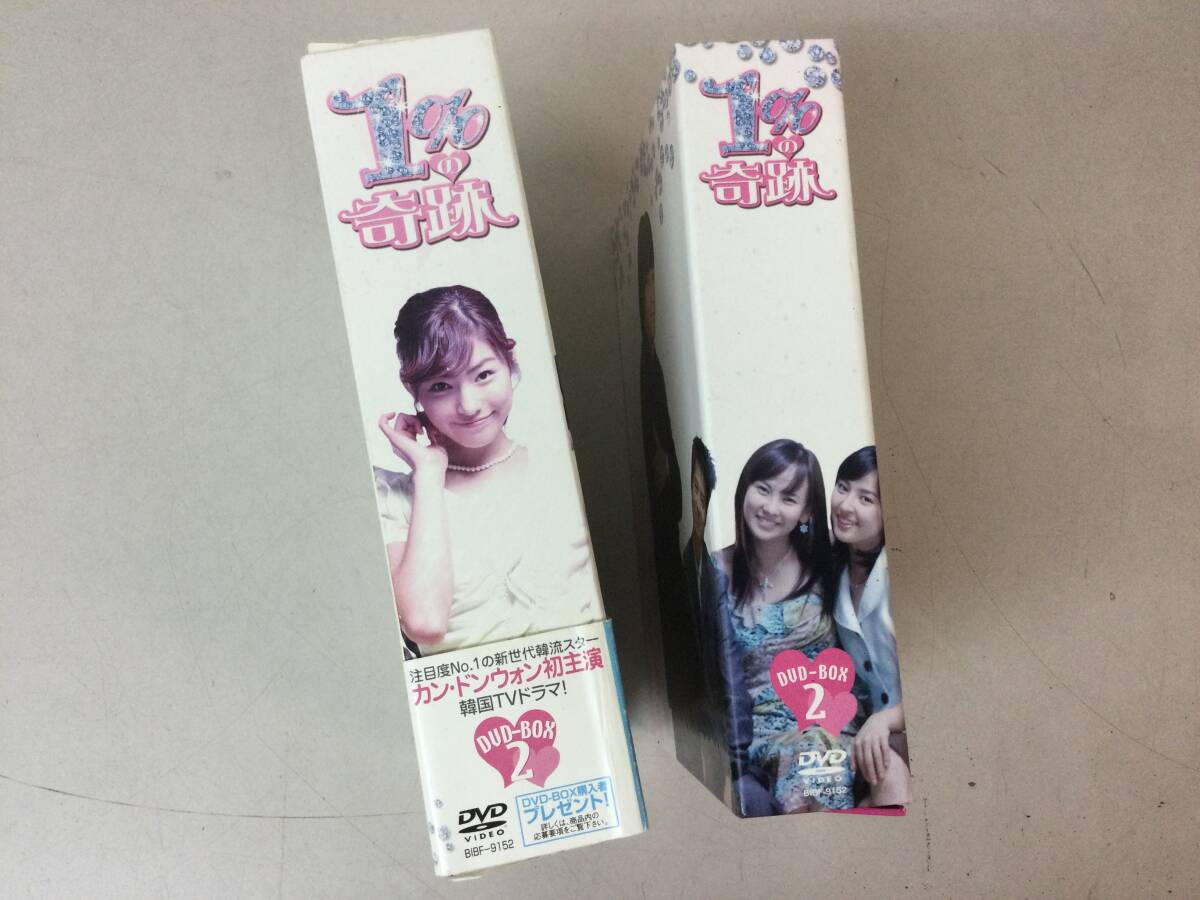 1%の
奇跡
注目度No.1の新世代韓流スター
カン・ドンウォン初主演
韓国TVドラマ!
DVD-BOX
2
DVD
VIDEO
BIBF-9152
DVD-BOX購入者
プレゼント!
詳しくは、商品内の
応募要項をご覧下さい。
1%の
奇跡
DVD-BOX
2
DVD
VIDEO
BIBF-9152